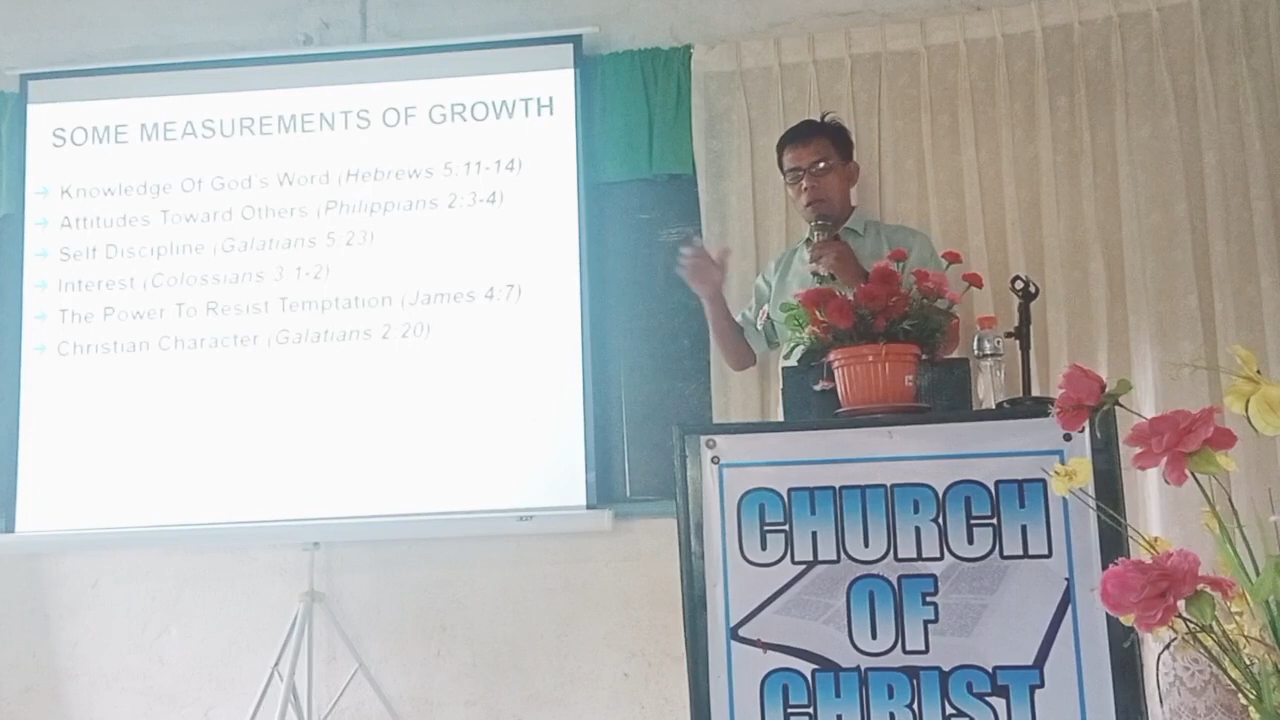 SOME MEASUREMENTS OF GROWTH
Knowledge Of God's Word (Hebrews 5:11-14)
Attitudes Toward Others (Philippians 2:3-4)
Self Discipline (Galatians 5:23)
Interest (Colossians 3:1-2)
The Power To Resist Temptation (James 4:7)
Christian Character (Galatians 2:20)
CHURCH
OF
CHRIST